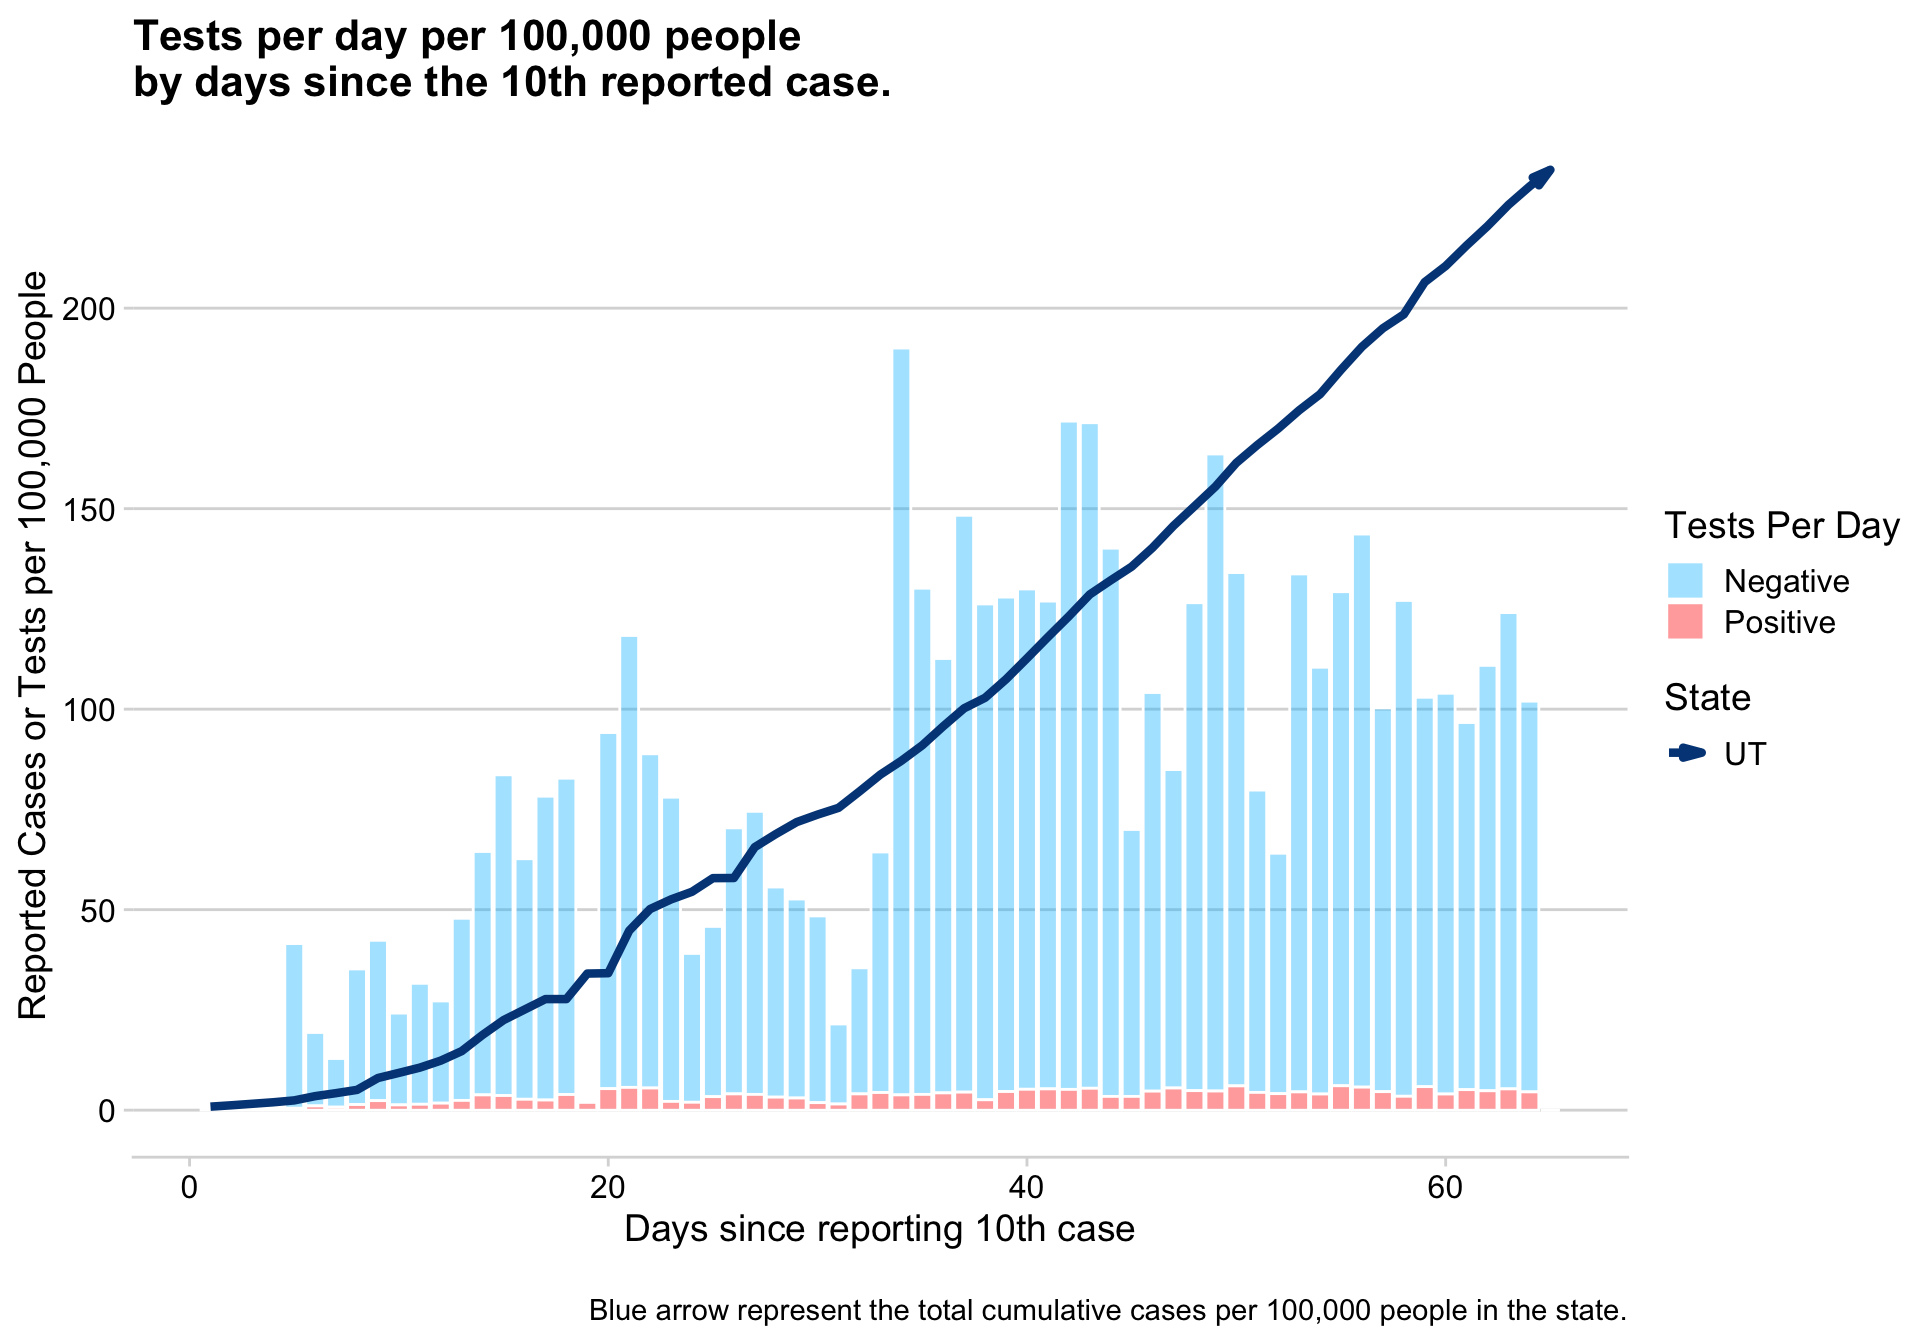 Tests per day per 100,000 people
by days since the 10th reported case.
Reported Cases or Tests per 100,000 People
200
150
100
50
0
0
20
40
60
Days since reporting 10th case
Tests Per Day
Negative
Positive
State
UT
Blue arrow represent the total cumulative cases per 100,000 people in the state.